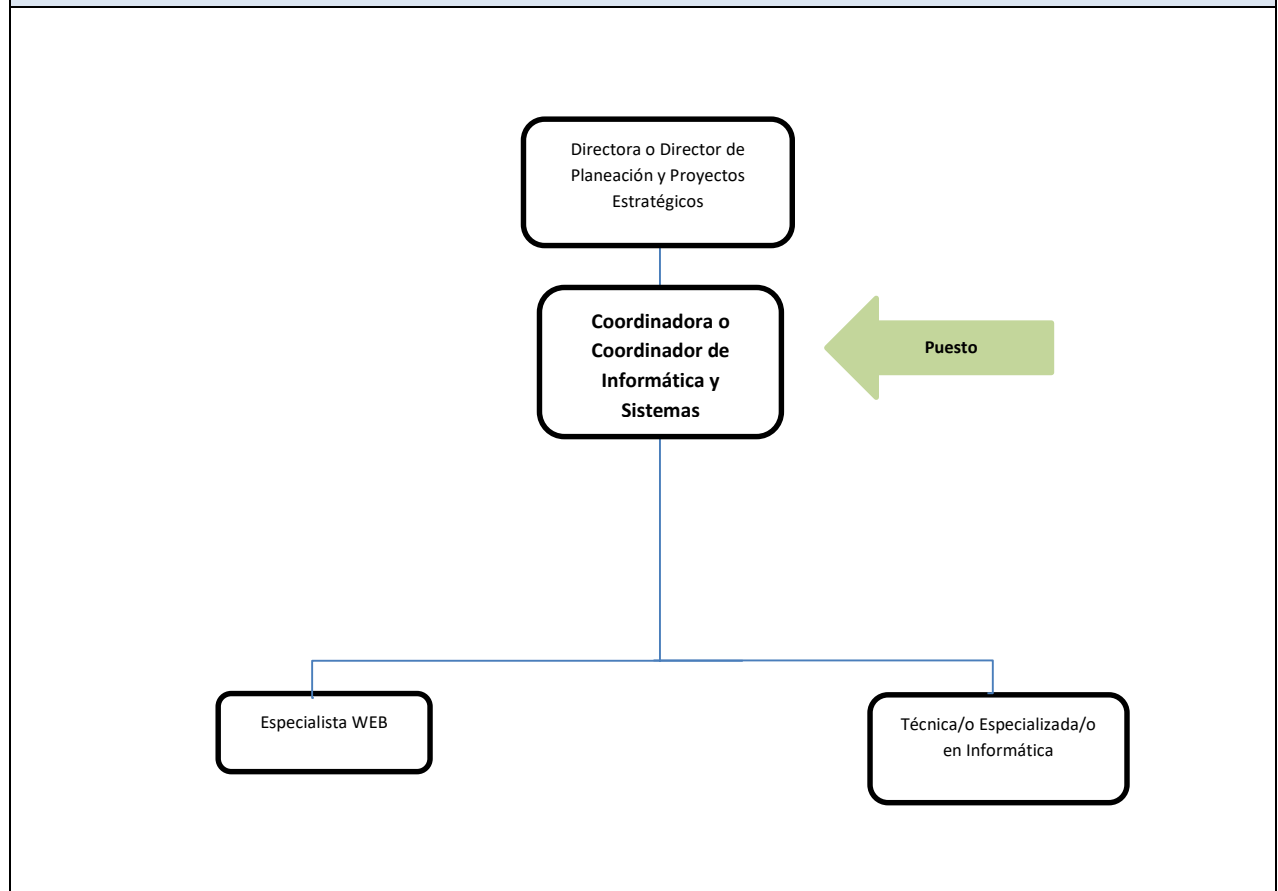 Directora o Director de
Planeación y Proyectos
Estratégicos
Coordinadora o
Coordinador de
Informática y
Sistemas
Puesto
Especialista WEB
Técnica/o Especializada/o
en Informática